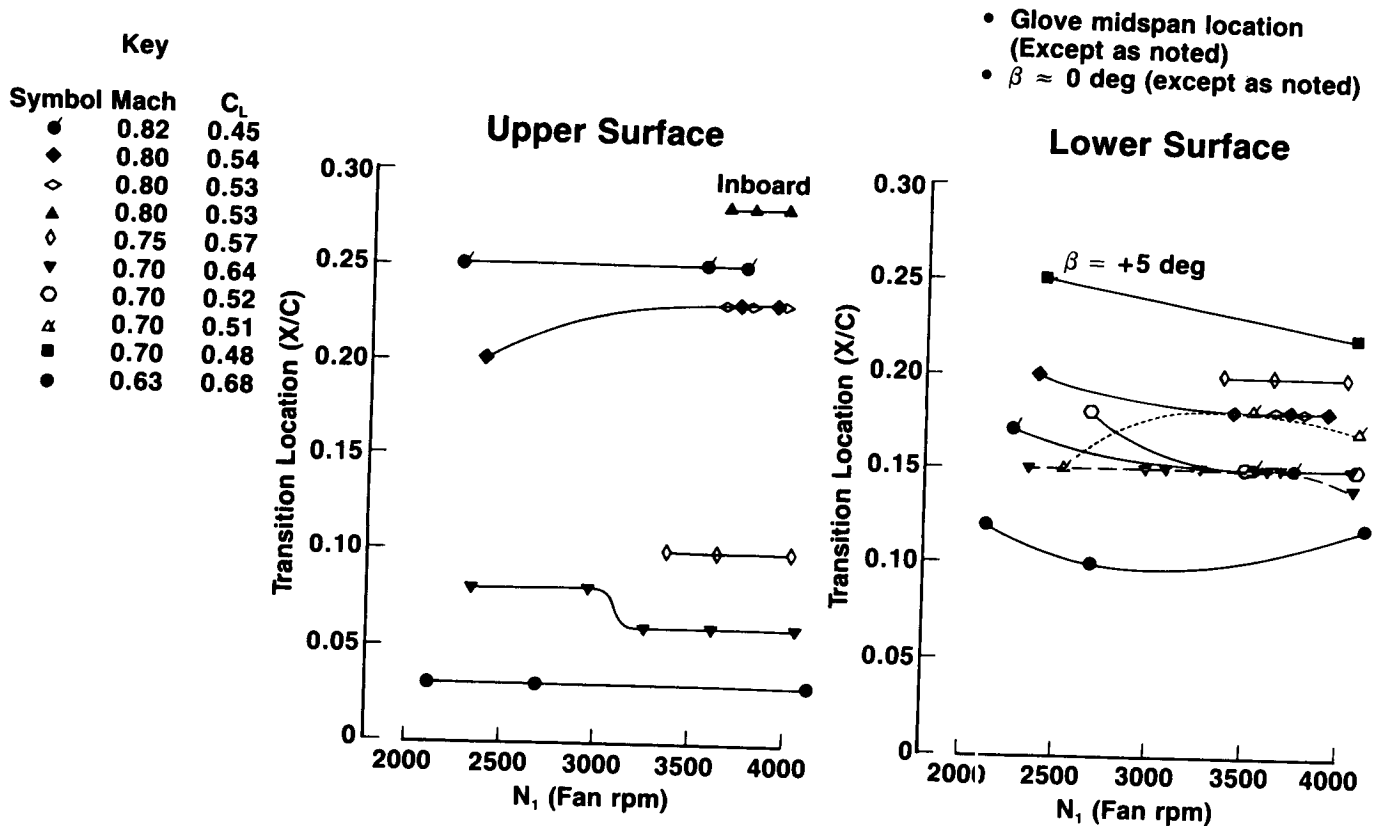 Key
Symbol Mach C_L
0.82 0.45
0.80 0.54
0.80 0.53
0.80 0.53
0.75 0.57
0.70 0.64
0.70 0.52
0.70 0.51
0.70 0.48
0.63 0.68
• Glove midspan location
(Except as noted)
• β ≈ 0 deg (except as noted)
Upper Surface
Transition Location (X/C)
0.30
0.25
0.20
0.15
0.10
0.05
0
Inboard
2000 2500 3000 3500 4000
N₁ (Fan rpm)
Lower Surface
Transition Location (X/C)
0.30
0.25
0.20
0.15
0.10
0.05
0
β = +5 deg
2000 2500 3000 3500 4000
N₁ (Fan rpm)